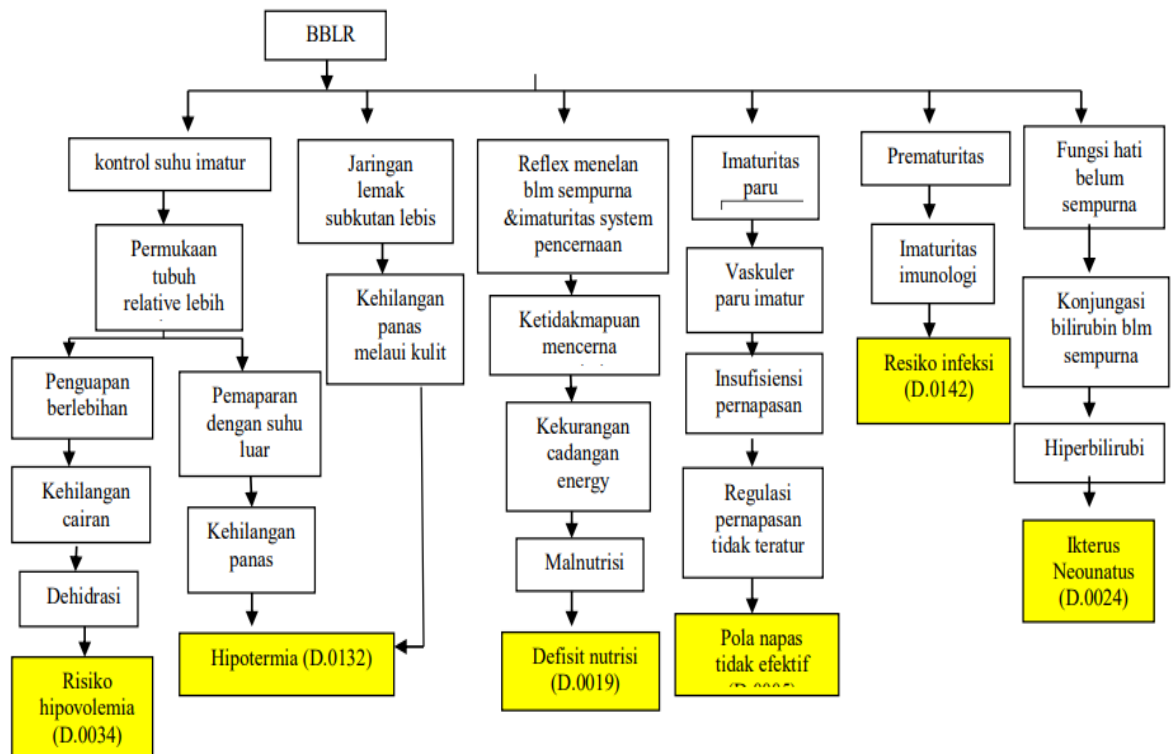 BBLR
kontrol suhu imatur
Permukaan
tubuh
relative lebih
Penguapan
berlebihan
Kehilangan
cairan
Dehidrasi
Risiko
hipovolemia
(D.0034)
Pemaparan
dengan suhu
luar
Kehilangan
panas
Hipotermia (D.0132)
Jaringan
lemak
subkutan lebis
Kehilangan
panas
melaui kulit
Reflex menelan
blm sempurna
&imaturitas system
pencernaan
Ketidakmapuan
mencerna
Kekurangan
cadangan
energy
Malnutrisi
Defisit nutrisi
(D.0019)
Imaturitas
paru
Vaskuler
paru imatur
Insufisiensi
pernapasan
Regulasi
pernapasan
tidak teratur
Pola napas
tidak efektif
Prematuritas
Imaturitas
imunologi
Resiko infeksi
(D.0142)
Fungsi hati
belum
sempurna
Konjungasi
bilirubin blm
sempurna
Hiperbilirubi
Ikterus
Neounatus
(D.0024)